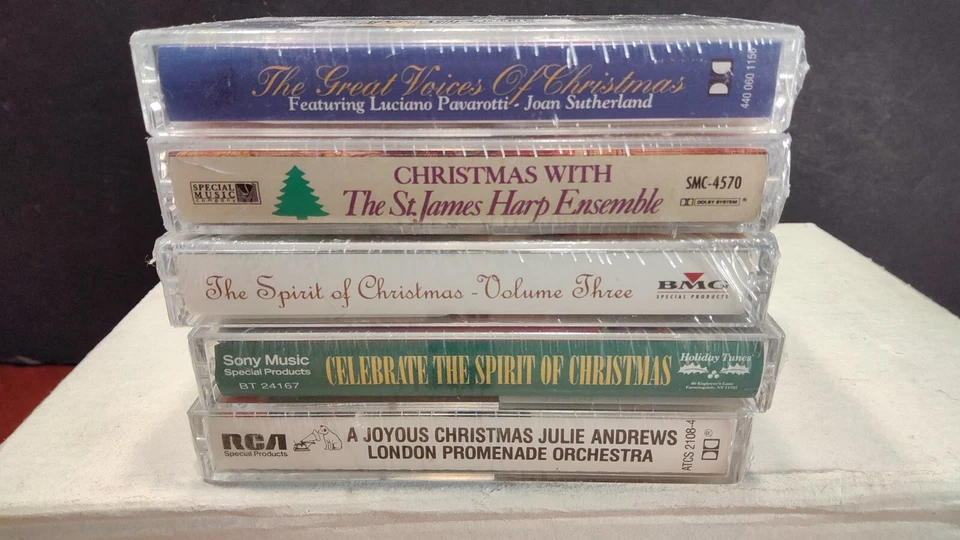 The Great Voices Of Christmas
Featuring Luciano Pavarotti - Joan Sutherland
440 060 1156
SPECIAL
MUSIC
company
CHRISTMAS WITH
The St. James Harp Ensemble
SMC-4570
DOLBY SYSTEM
The Spirit of Christmas - Volume Three
BMG
SPECIAL PRODUCTS
Sony Music
Special Products
BT 24167
CELEBRATE THE SPIRIT OF CHRISTMAS
Holiday Tunes
RCA
Special Products
A JOYOUS CHRISTMAS JULIE ANDREWS
LONDON PROMENADE ORCHESTRA
ATCS 2108-4